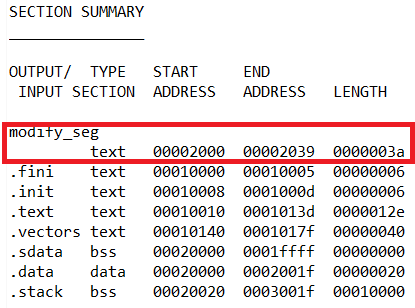 SECTION SUMMARY
OUTPUT/ TYPE START END
INPUT SECTION ADDRESS ADDRESS LENGTH
modify_seg
text 00002000 00002039 0000003a
.fini text 00010000 00010005 00000006
.init text 00010008 0001000d 00000006
.text text 00010010 0001013d 0000012e
.vectors text 00010140 0001017f 00000040
.sdata bss 00020000 0001ffff 00000000
.data data 00020000 0002001f 00000020
.stack bss 00020020 0003001f 00010000